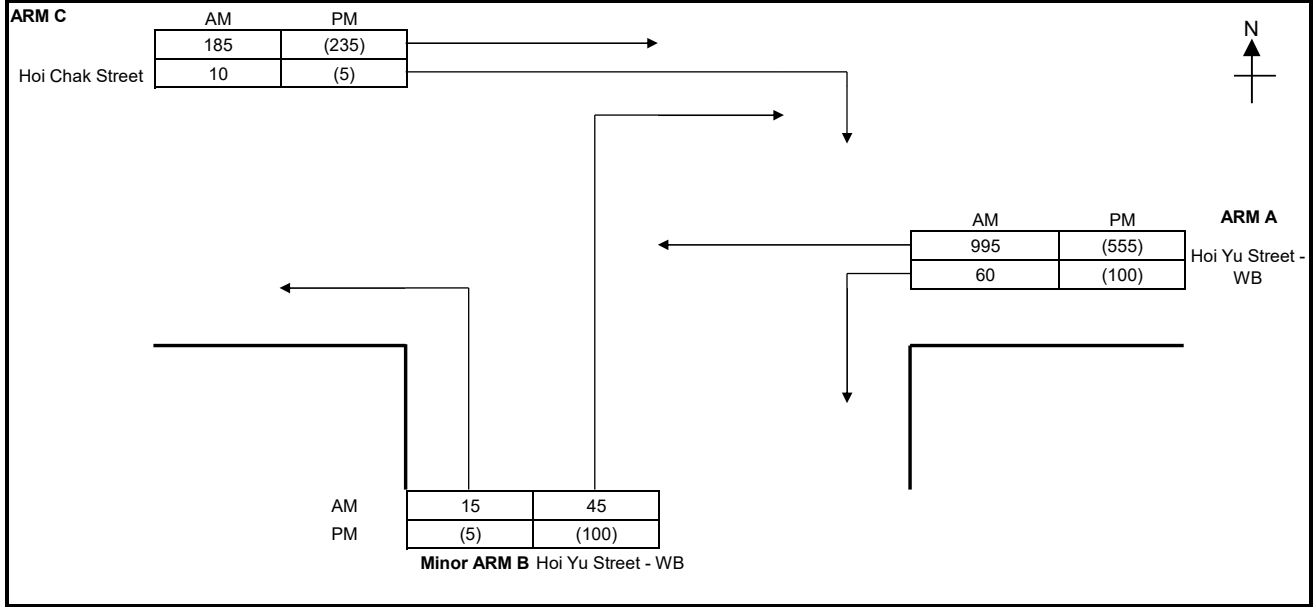 ARM C
AM PM
185 (235)
Hoi Chak Street 10 (5)
N
AM PM ARM A
995 (555)
Hoi Yu Street -
WB
60 (100)
AM 15 45
PM (5) (100)
Minor ARM B Hoi Yu Street - WB